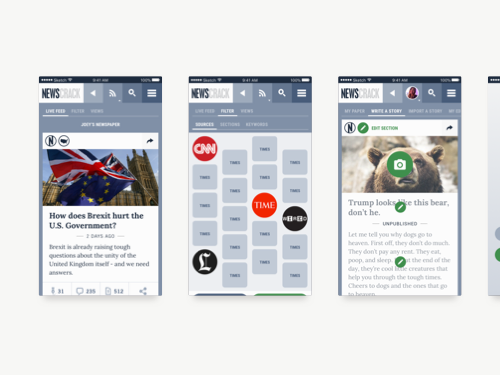 Sketch 9:41 AM 100%
NEWSCRACK
LIVE FEED FILTER VIEWS
JUDY'S NEWSPAPER
N
How does Brexit hurt the
U.S. Government?
2 DAYS AGO
Brexit is already raising tough
questions about the unity of the
United Kingdom itself - and we need
answers.
31 235 512
Sketch 9:41 AM 100%
NEWSCRACK
LIVE FEED FILTER VIEWS
SOURCES SECTIONS KEYWORDS
CNN
TIMES
TIMES
TIMES
TIMES
TIMES
TIMES
TIMES
TIME
WIRED
TIMES
TIMES
TIMES
TIMES
L
TIMES
TIMES
TIMES
Sketch 9:41 AM 100%
NEWSCRACK
MY PAPER WRITE A STORY IMPORT A STORY
N EDIT SECTION
Trump looks like this bear,
don't he.
UNPUBLISHED
Let me tell you why dogs go to
heaven. First off, they don't do much.
They don't pay any rent. They eat,
poop, and sleep. at the end of the
day, they're cool creatures that
help you through the tough times.
Cheers to dogs and the ones that go
to heaven